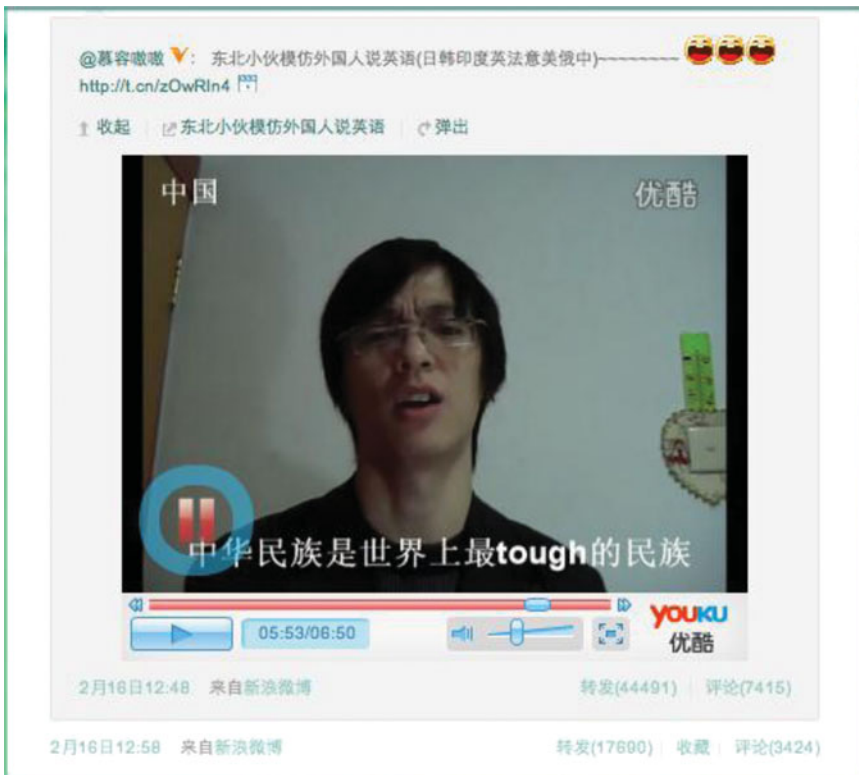 @慕容嗷嗷 V： 东北小伙模仿外国人说英语(日韩印度英法意美俄中)~~~~~~~~
http://t.cn/zOwRIn4
收起 东北小伙模仿外国人说英语 弹出
中国 优酷
中华民族是世界上最tough的民族
05:53/06:50 YOUKU
优酷
2月16日12:48 来自新浪微博 转发(44491) 评论(7415)
2月16日12:58 来自新浪微博 转发(17690) 收藏 评论(3424)